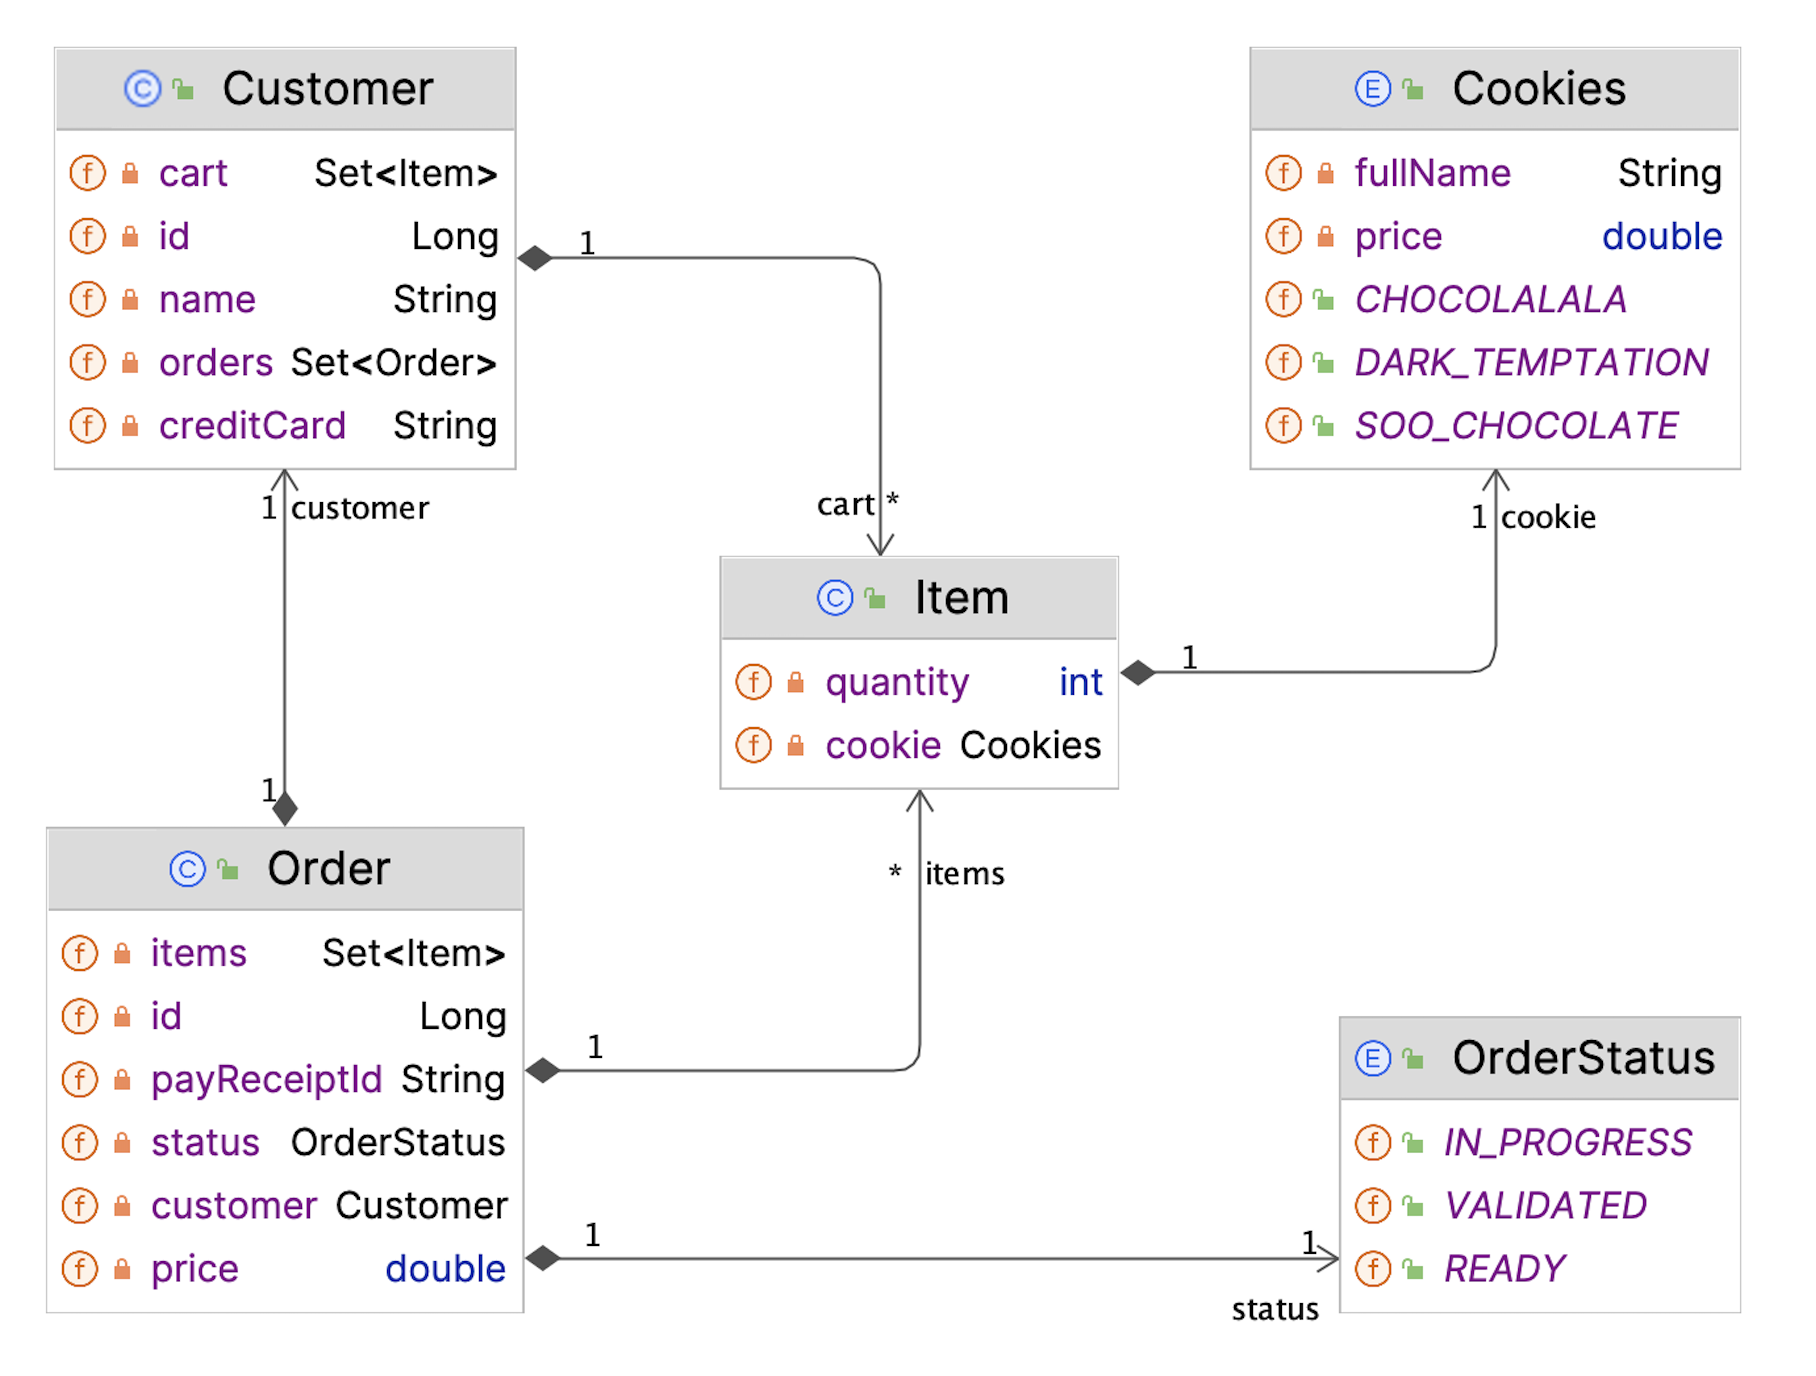 C Customer
f cart Set<Item>
f id Long
f name String
f orders Set<Order>
f creditCard String
E Cookies
f fullName String
f price double
f CHOCOLALALA
f DARK_TEMPTATION
f SOO_CHOCOLATE
1
cart *
1 customer
1 cookie
C Item
f quantity int
f cookie Cookies
1
1
* items
C Order
f items Set<Item>
f id Long
f payReceiptId String
f status OrderStatus
f customer Customer
f price double
1
1
1
status
E OrderStatus
f IN_PROGRESS
f VALIDATED
f READY